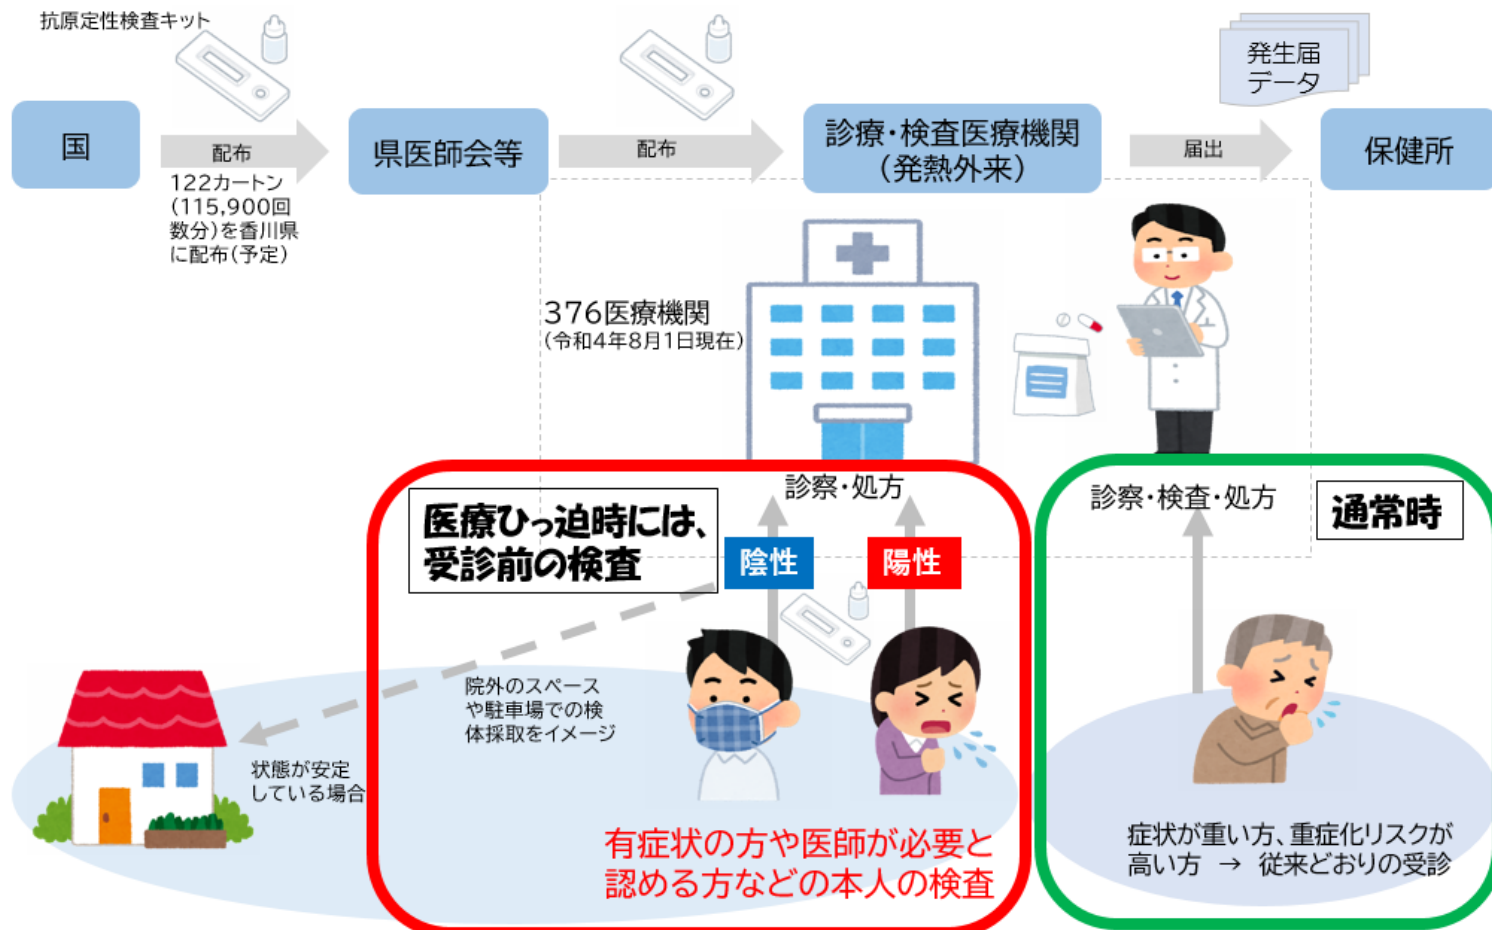 抗原定性検査キット
発生届
データ
国
配布
県医師会等
配布
診療・検査医療機関
（発熱外来）
届出
保健所
122カートン
(115,900回
数分)を香川県
に配布(予定)
376医療機関
(令和4年8月1日現在)
診察・処方
診察・検査・処方
通常時
医療ひっ迫時には、
受診前の検査
陰性
陽性
院外のスペース
や駐車場での検
体採取をイメージ
状態が安定
している場合
有症状の方や医師が必要と
認める方などの本人の検査
症状が重い方、重症化リスクが
高い方 → 従来どおりの受診